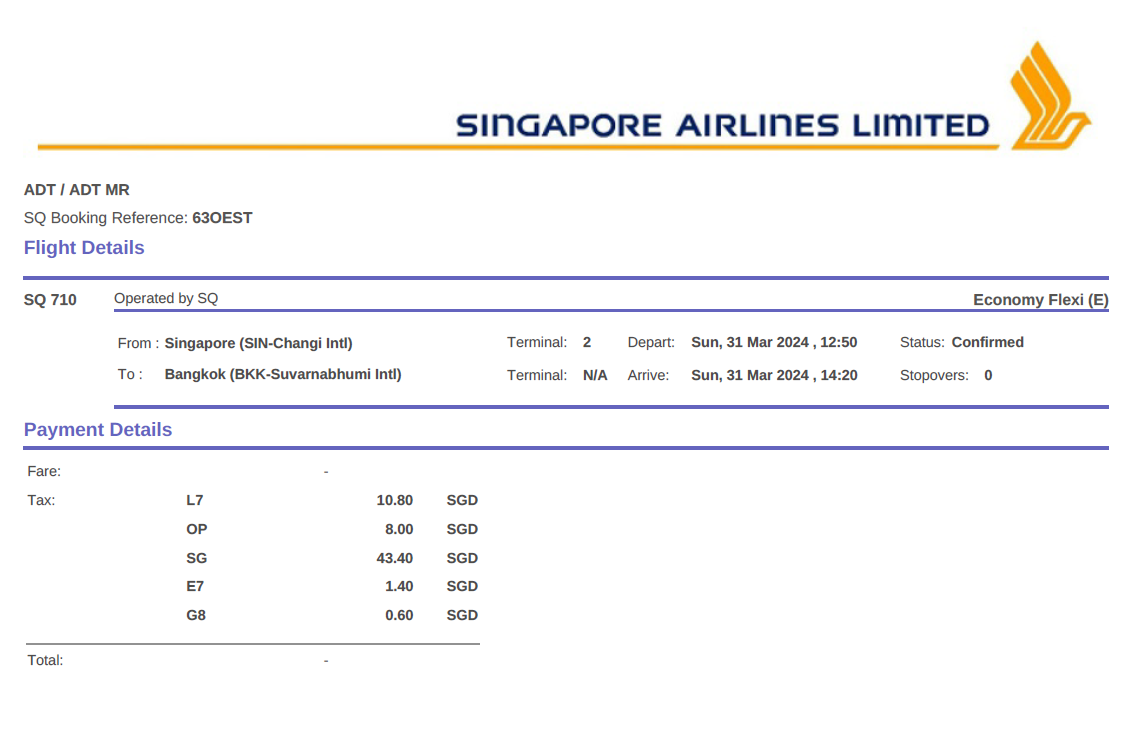 SINGAPORE AIRLINES LIMITED
ADT / ADT MR
SQ Booking Reference: 63OEST
Flight Details
SQ 710 Operated by SQ Economy Flexi (E)
From : Singapore (SIN-Changi Intl) Terminal: 2 Depart: Sun, 31 Mar 2024 , 12:50 Status: Confirmed
To : Bangkok (BKK-Suvarnabhumi Intl) Terminal: N/A Arrive: Sun, 31 Mar 2024 , 14:20 Stopovers: 0
Payment Details
Fare: -
Tax: L7 10.80 SGD
OP 8.00 SGD
SG 43.40 SGD
E7 1.40 SGD
G8 0.60 SGD
Total: -